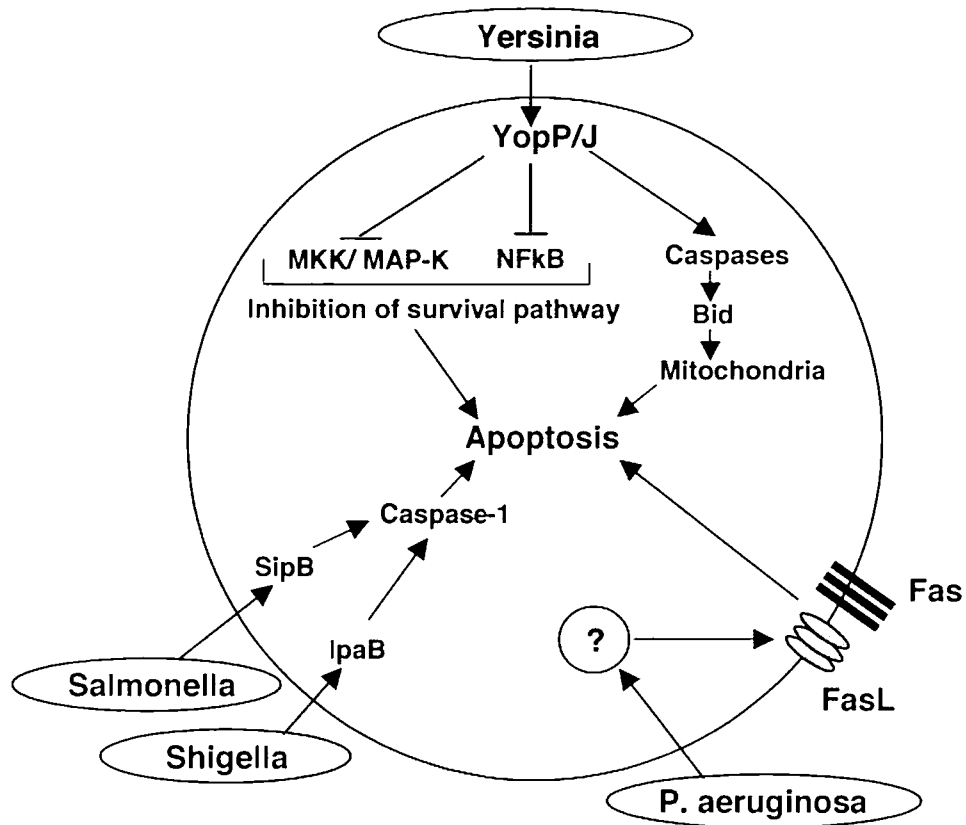 Yersinia
YopP/J
MKK/ MAP-K
NFkB
Caspases
Inhibition of survival pathway
Bid
Mitochondria
Apoptosis
Caspase-1
SipB
Fas
?
IpaB
Salmonella
FasL
Shigella
P. aeruginosa